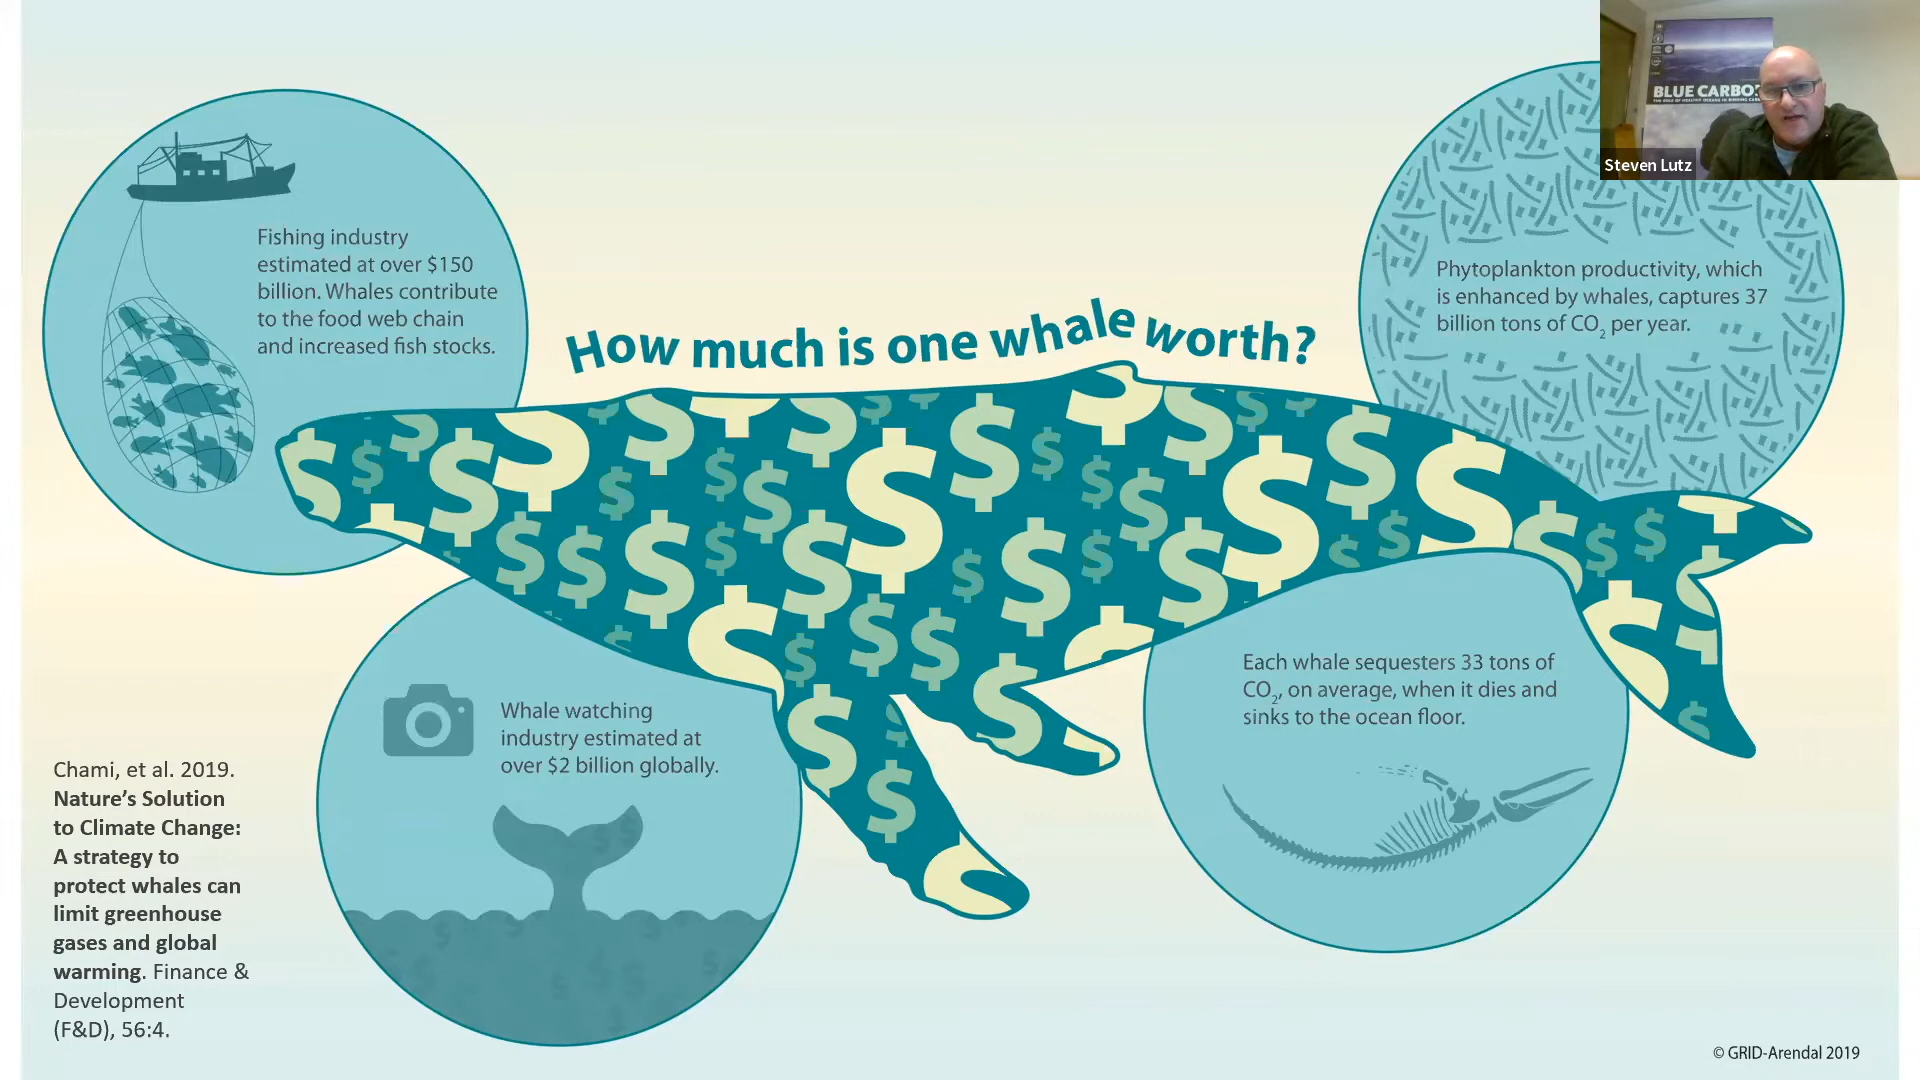 How much is one whale worth?
Fishing industry
estimated at over $150
billion. Whales contribute
to the food web chain
and increased fish stocks.
Phytoplankton productivity, which
is enhanced by whales, captures 37
billion tons of CO₂ per year.
Whale watching
industry estimated at
over $2 billion globally.
Each whale sequesters 33 tons of
CO₂, on average, when it dies and
sinks to the ocean floor.
Chami, et al. 2019.
Nature’s Solution
to Climate Change:
A strategy to
protect whales can
limit greenhouse
gases and global
warming. Finance &
Development
(F&D), 56:4.
© GRID-Arendal 2019
BLUE CARBO
Steven Lutz